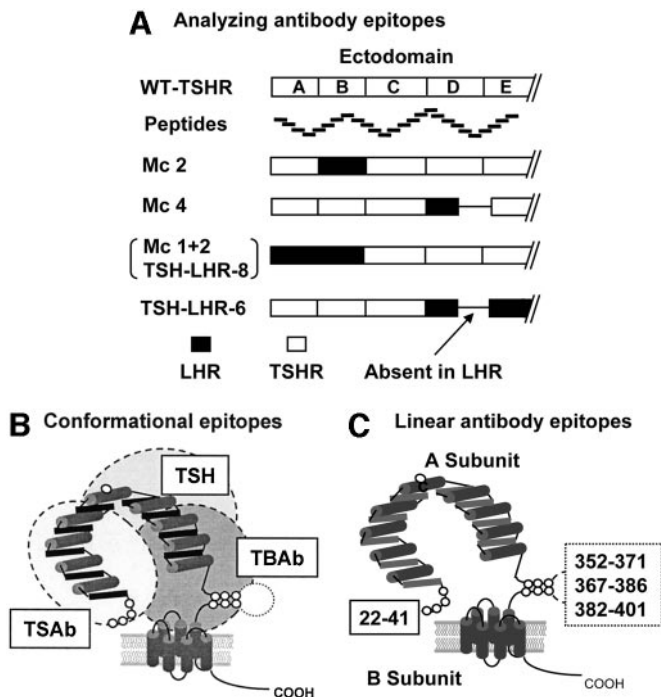 A Analyzing antibody epitopes
Ectodomain
WT-TSHR A B C D E
Peptides
Mc 2
Mc 4
Mc 1+2
TSH-LHR-8
TSH-LHR-6
LHR TSHR Absent in LHR
B Conformational epitopes
TSH
TBAb
TSAb
COOH
C Linear antibody epitopes
A Subunit
C
352-371
367-386
382-401
22-41
B Subunit
COOH